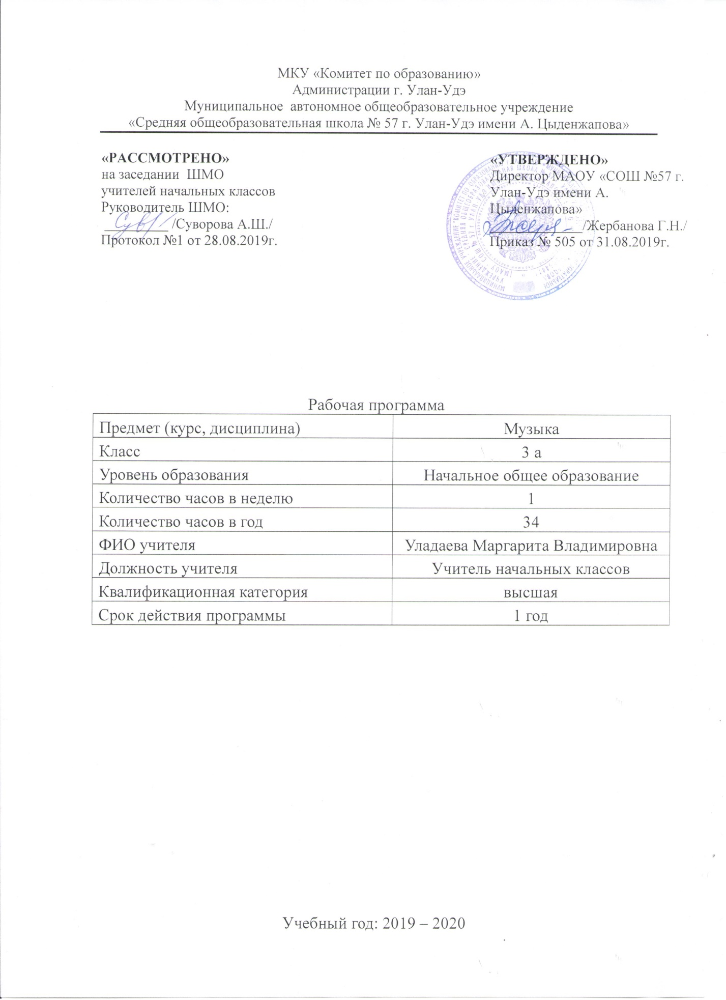 МКУ «Комитет по образованию»
Администрации г. Улан-Удэ
Муниципальное автономное общеобразовательное учреждение
«Средняя общеобразовательная школа № 57 г. Улан-Удэ имени А. Цыденжапова»
«РАССМОТРЕНО»
на заседании ШМО
учителей начальных классов
Руководитель ШМО:
/Суворова А.Ш./
Протокол №1 от 28.08.2019г.
«УТВЕРЖДЕНО»
Директор МАОУ «СОШ №57 г.
Улан-Удэ имени А.
Цыденжапова»
/Жербанова Г.Н./
Приказ № 505 от 31.08.2019г.
Рабочая программа
Предмет (курс, дисциплина) Музыка
Класс 3 а
Уровень образования Начальное общее образование
Количество часов в неделю 1
Количество часов в год 34
ФИО учителя Уладаева Маргарита Владимировна
Должность учителя Учитель начальных классов
Квалификационная категория высшая
Срок действия программы 1 год
Учебный год: 2019 – 2020